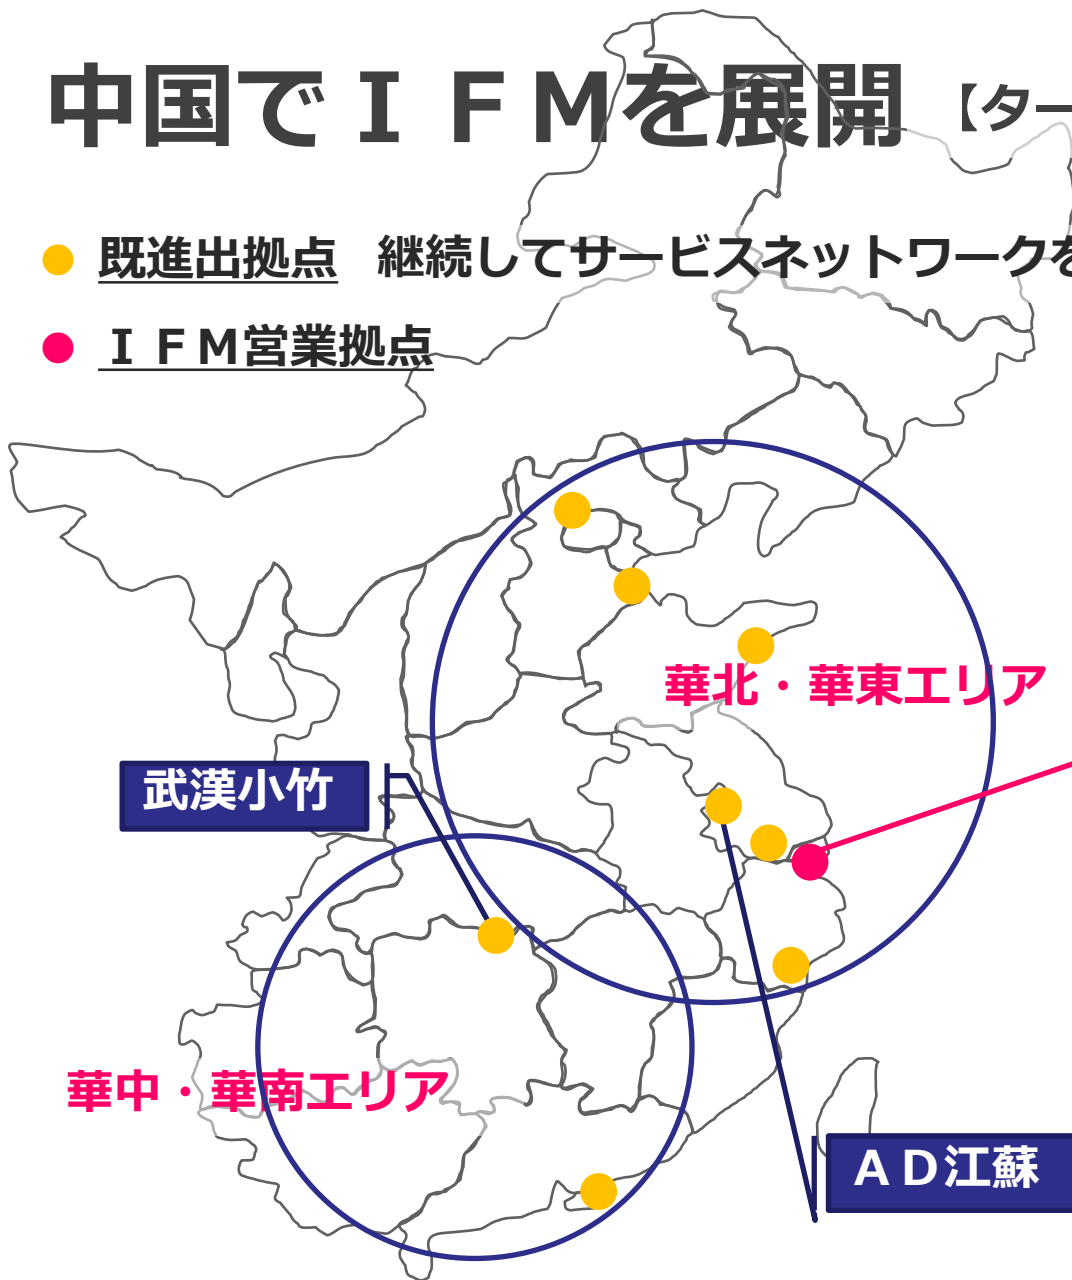 中国でＩＦＭを展開 【ター
既進出拠点　継続してサービスネットワークを
ＩＦＭ営業拠点
華北・華東エリア
武漢小竹
華中・華南エリア
ＡＤ江蘇